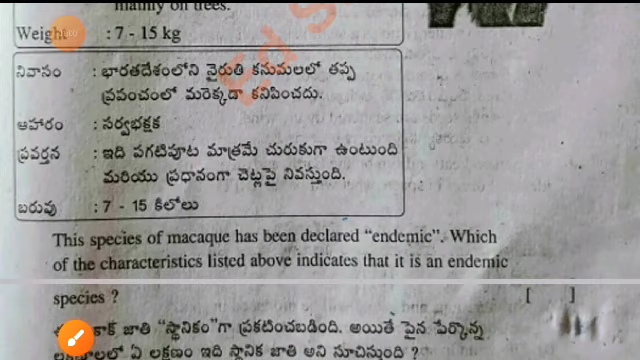 mainly on trees.
Weight : 7 - 15 kg
Ed S
నివాసం : భారతదేశంలోని నైరుతి కనుమలలో తప్ప
ప్రపంచంలో మరెక్కడా కనిపించదు.
ఆహారం : సర్వభక్షక
ప్రవర్తన : ఇది పగటిపూట మాత్రమే చురుకుగా ఉంటుంది
మరియు ప్రధానంగా చెట్లపై నివస్తుంది.
బరువు : 7 - 15 కిలోలు
This species of macaque has been declared “endemic”. Which
of the characteristics listed above indicates that it is an endemic
species ? [ ]
జాతి “స్థానికం”గా ప్రకటించబడింది. అయితే పైన పేర్కొన్న
లో ఏ లక్షణం ఇది స్థానిక జాతి అని సూచిస్తుంది ?